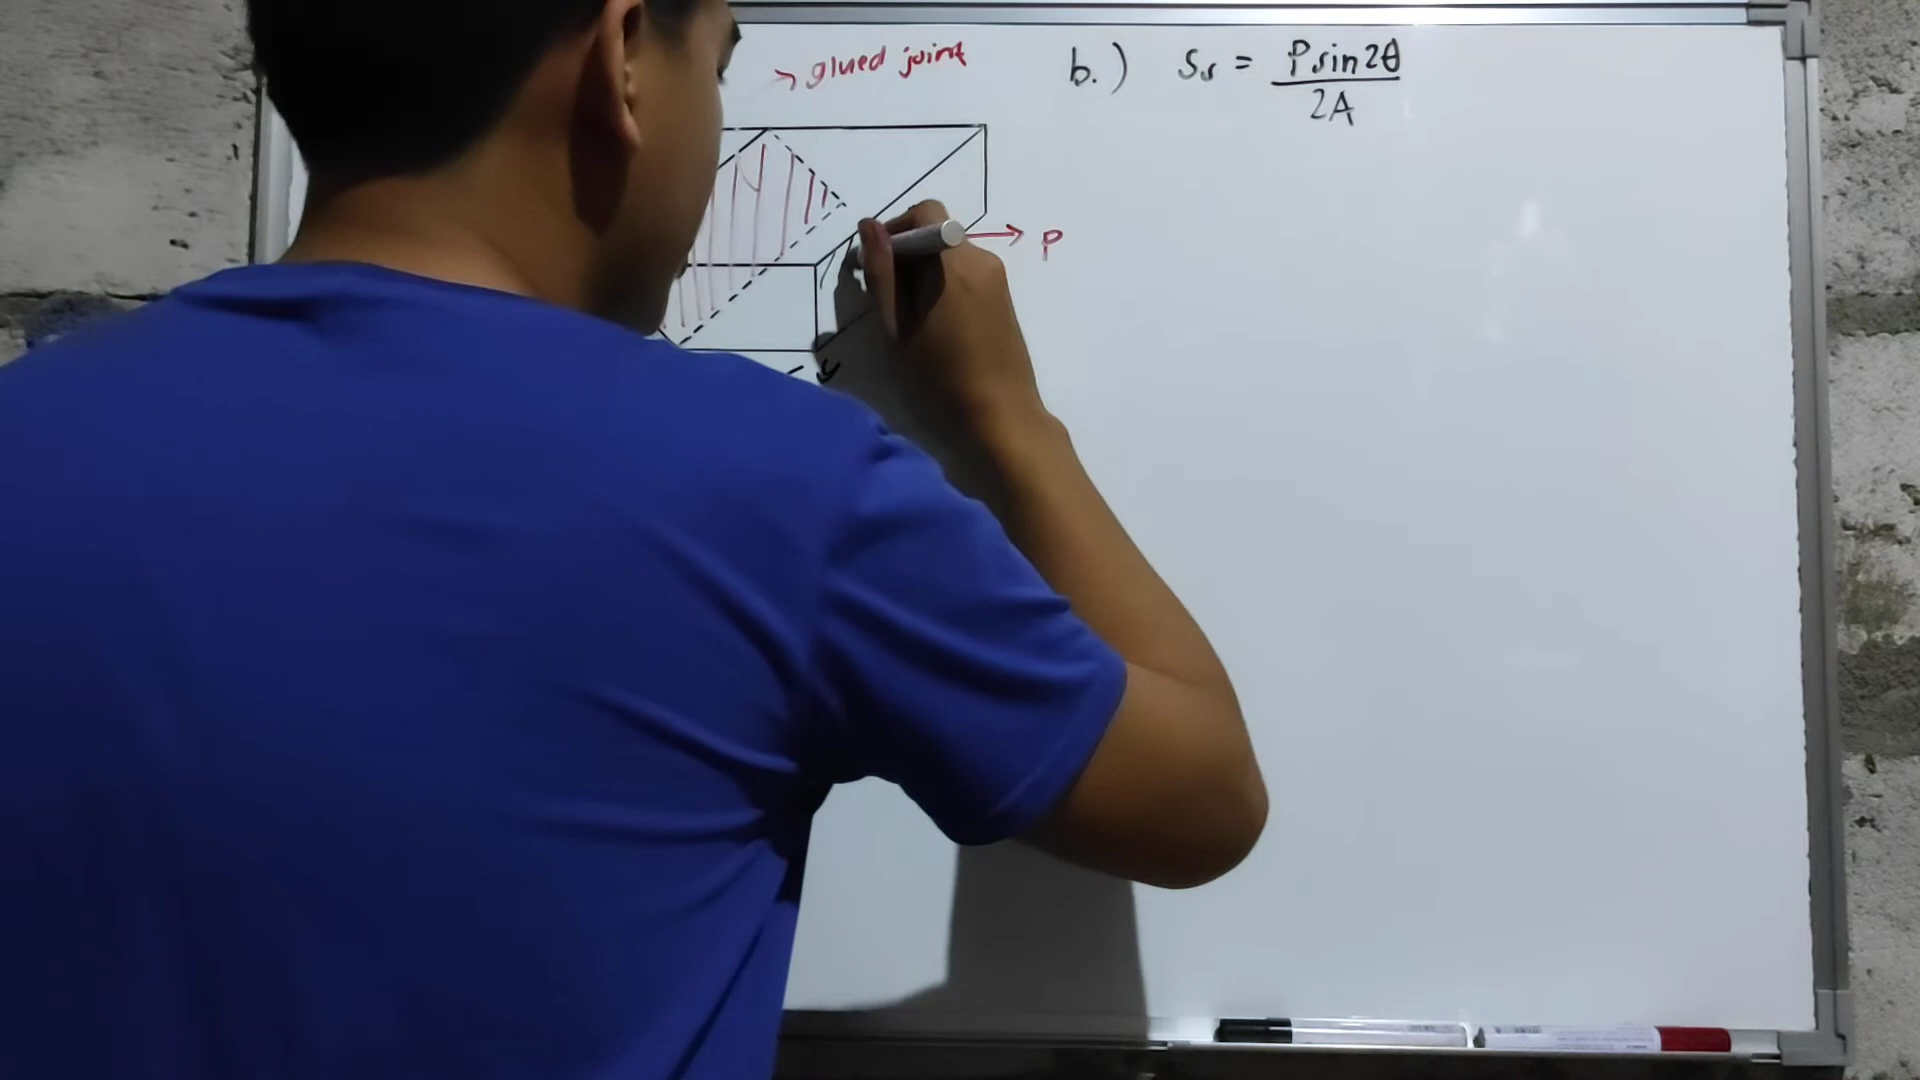 glued joint
b.) Ss = P sin 2θ / 2A
P